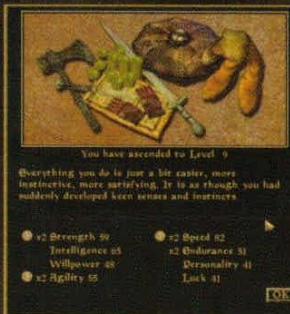 You have ascended to Level 9
Everything you do is just a bit easier, more
instinctive, more satisfying. It is as though you had
suddenly developed keen senses and instincts.
x2 Strength 59
Intelligence 65
Willpower 48
x2 Agility 55
x2 Speed 82
x2 Endurance 51
Personality 41
Luck 41
OK